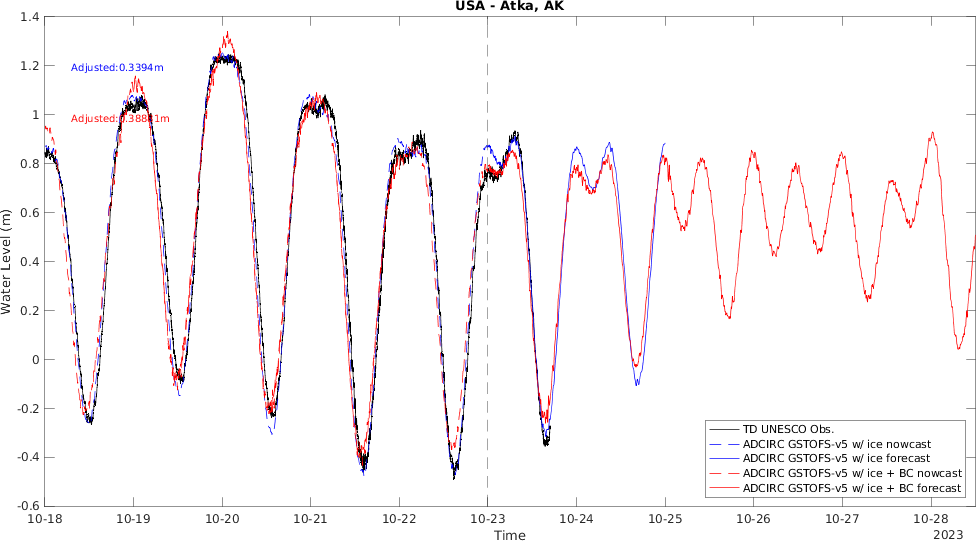 USA - Atka, AK
1.4
1.2
1
0.8
0.6
0.4
0.2
0
-0.2
-0.4
-0.6
Water Level (m)
Adjusted:0.3394m
TD UNESCO Obs.
ADCIRC GSTOFS-v5 w/ ice nowcast
ADCIRC GSTOFS-v5 w/ ice forecast
ADCIRC GSTOFS-v5 w/ ice + BC nowcast
ADCIRC GSTOFS-v5 w/ ice + BC forecast
10-18 10-19 10-20 10-21 10-22 10-23 10-24 10-25 10-26 10-27 10-28
Time
2023